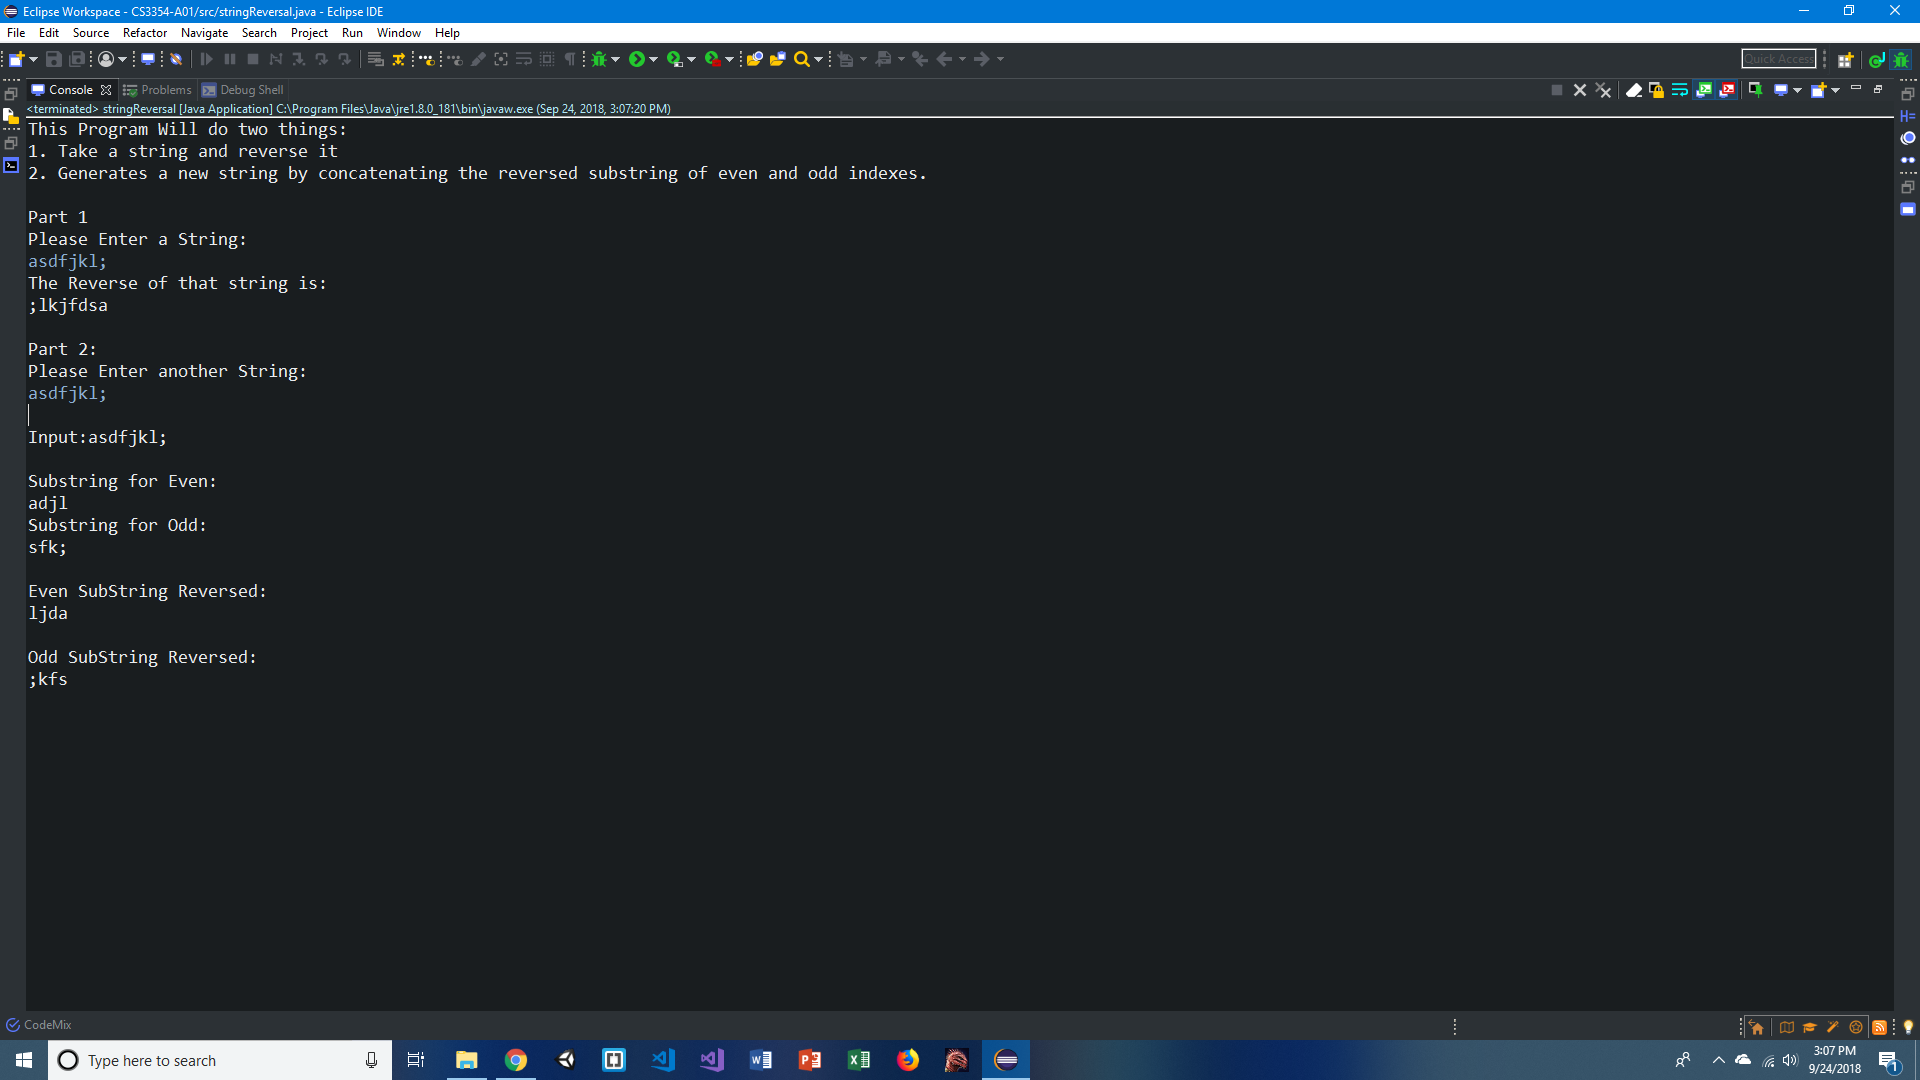 Eclipse Workspace - CS3354-A01/src/stringReversal.java - Eclipse IDE
File Edit Source Refactor Navigate Search Project Run Window Help
Quick Access
Console Problems Debug Shell
<terminated> stringReversal [Java Application] C:\Program Files\Java\jre1.8.0_181\bin\javaw.exe (Sep 24, 2018, 3:07:20 PM)
This Program Will do two things:
1. Take a string and reverse it
2. Generates a new string by concatenating the reversed substring of even and odd indexes.
Part 1
Please Enter a String:
asdfjkl;
The Reverse of that string is:
;lkjfdsa
Part 2:
Please Enter another String:
asdfjkl;
Input:asdfjkl;
Substring for Even:
adjl
Substring for Odd:
sfk;
Even SubString Reversed:
ljda
Odd SubString Reversed:
;kfs
CodeMix
Type here to search
3:07 PM
9/24/2018
1